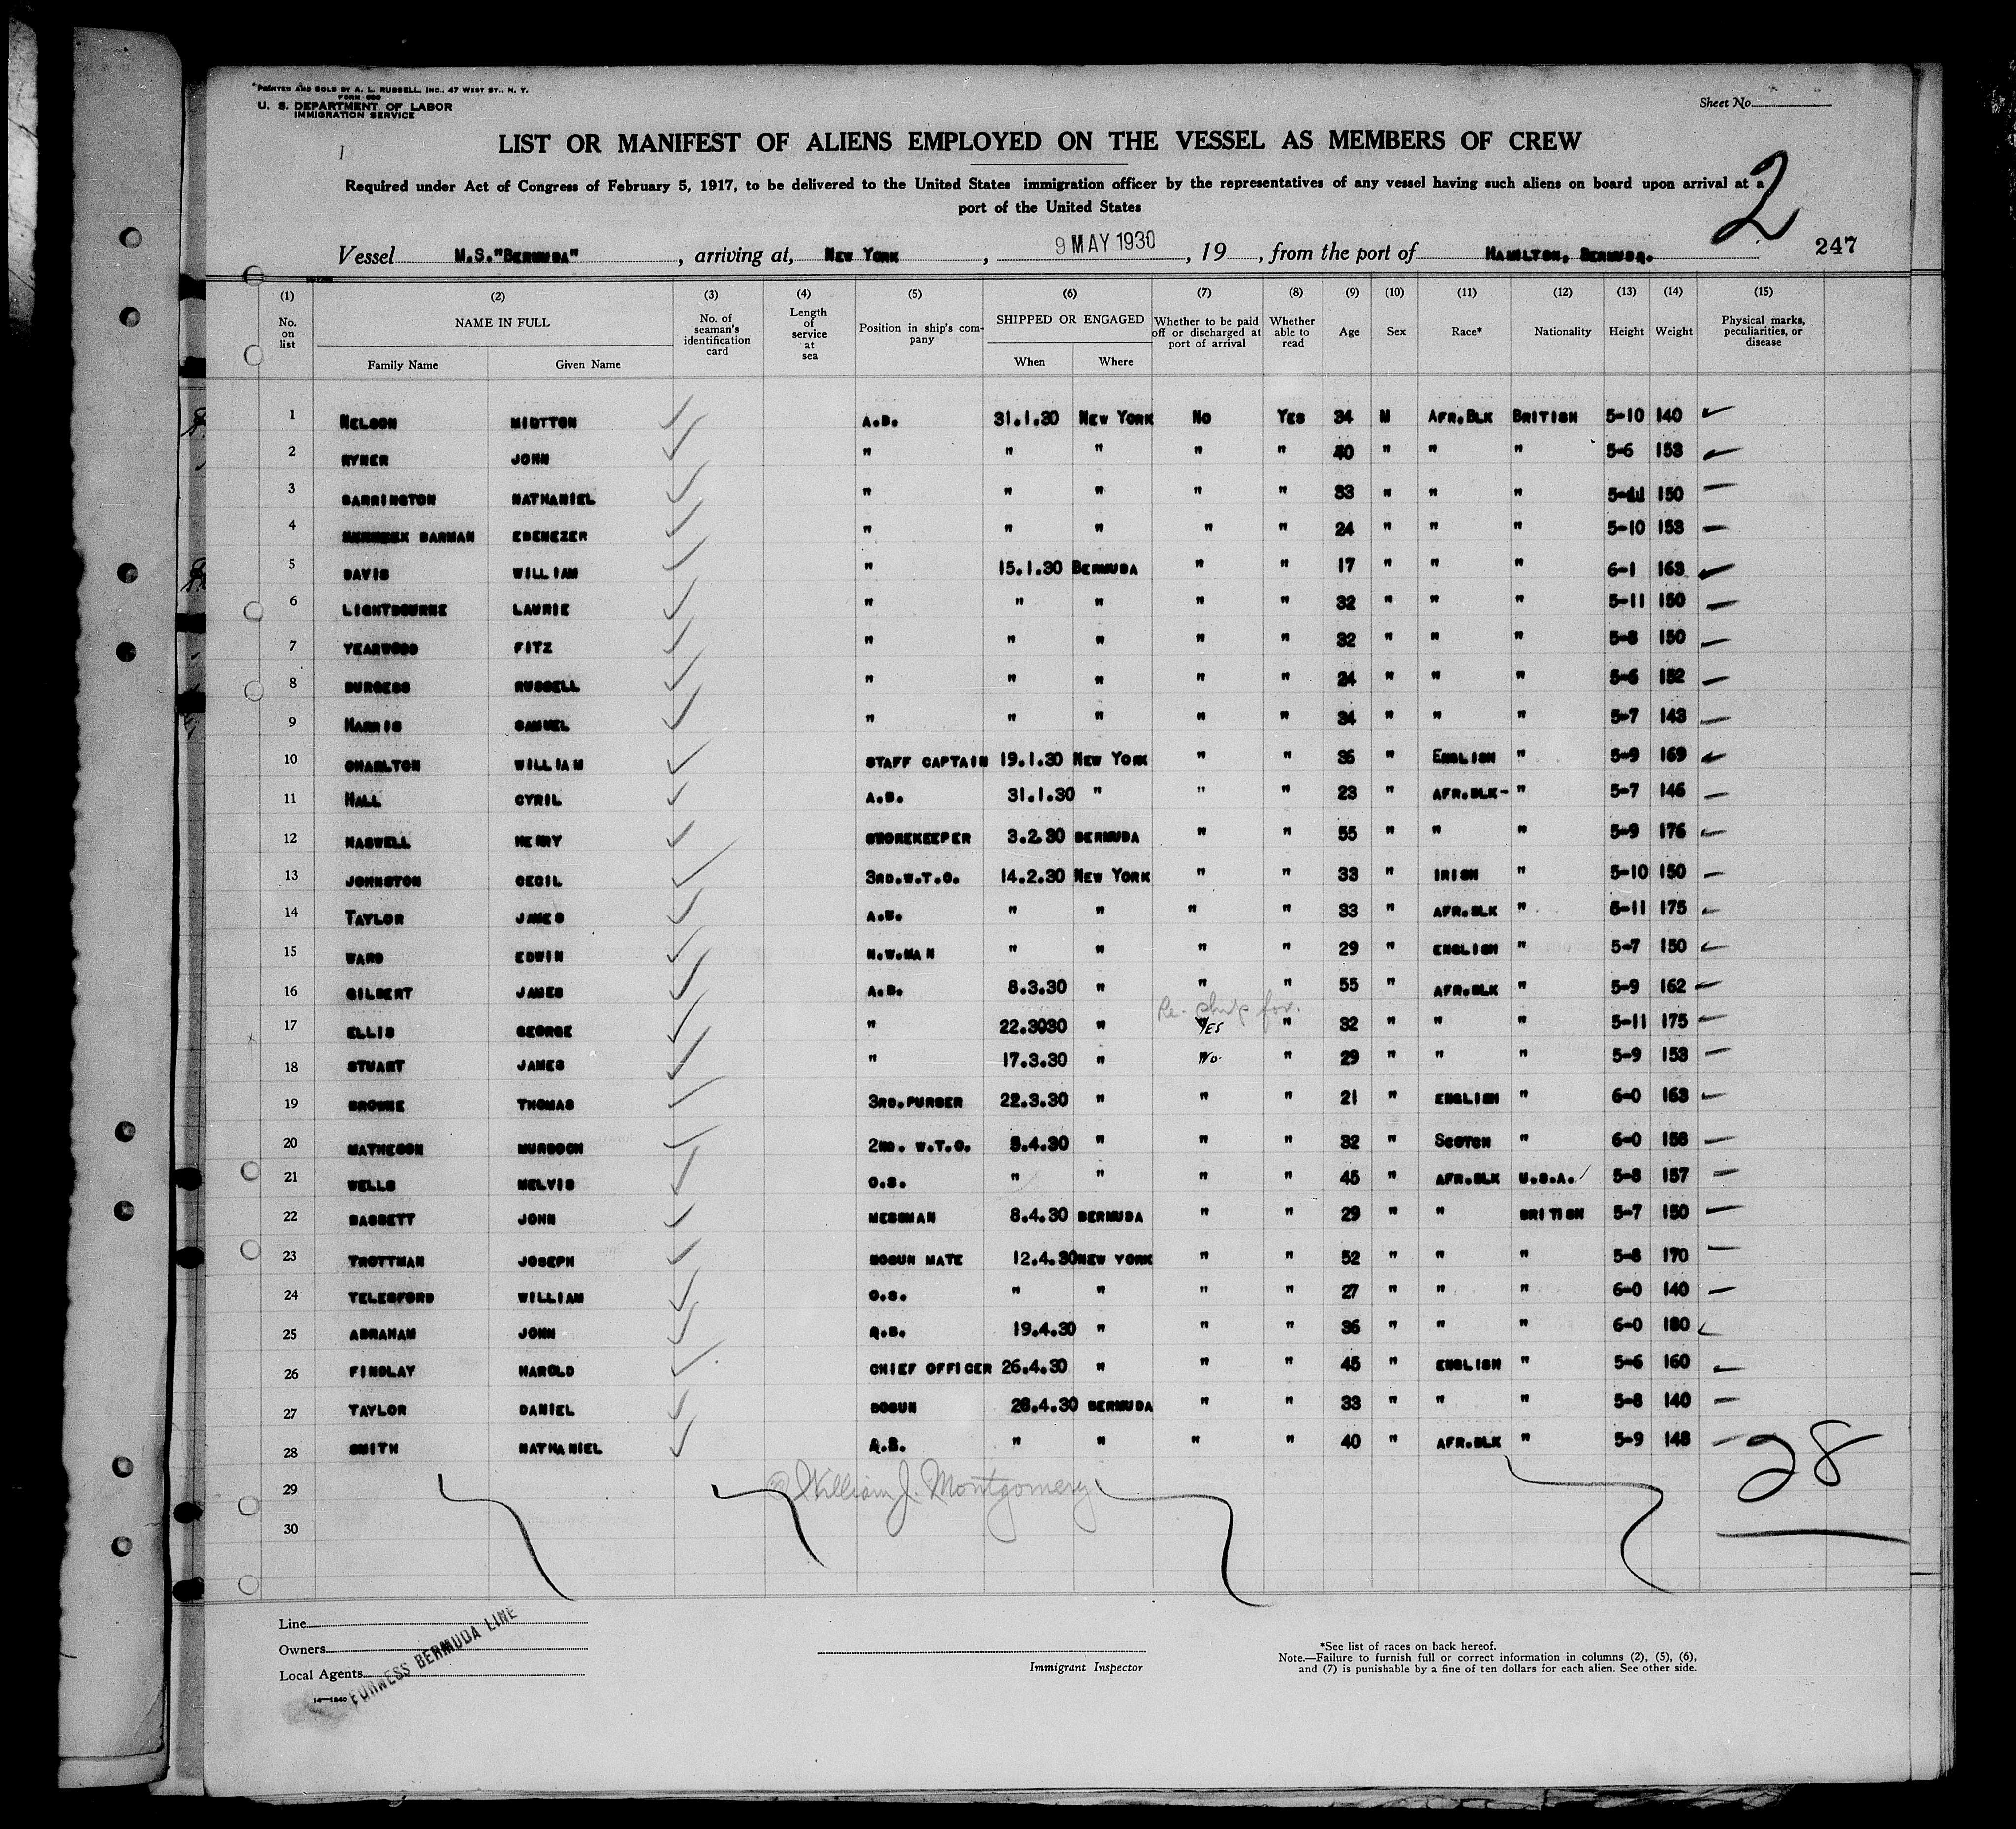 *PRINTED AND SOLD BY A. L. RUSSELL, INC., 47 WEST ST., N. Y.
FORM 680
U. S. DEPARTMENT OF LABOR
IMMIGRATION SERVICE
Sheet No.
1
LIST OR MANIFEST OF ALIENS EMPLOYED ON THE VESSEL AS MEMBERS OF CREW
Required under Act of Congress of February 5, 1917, to be delivered to the United States immigration officer by the representatives of any vessel having such aliens on board upon arrival at a
port of the United States
2
Vessel M.S."BERMUDA", arriving at, NEW YORK, 9 MAY 1930, 19, from the port of HAMILTON, BERMUDA. 247
(1) (2) (3) (4) (5) (6) (7) (8) (9) (10) (11) (12) (13) (14) (15)
No. on list NAME IN FULL Family Name Given Name No. of seaman's identification card Length of service at sea Position in ship's company SHIPPED OR ENGAGED When Where Whether to be paid off or discharged at port of arrival Whether able to read Age Sex Race* Nationality Height Weight Physical marks, peculiarities, or disease
1 NELSON MIDTTON A.B. 31.1.30 NEW YORK NO YES 34 M AFR.BLK BRITISH 5-10 140
2 RYNER JOHN " " " " " 40 " " " 5-6 153
3 BARRINGTON NATHANIEL " " " " " 33 " " " 150
4 BARMAN EBENEZER " " " " " 24 " " " 5-10 153
5 DAVIS WILLIAM " 15.1.30 BERMUDA " " 17 " " " 6-1 163
6 LIGHTBOURNE LAURIE " " " " " 32 " " " 5-11 150
7 YEARWOOD FITZ " " " " " 32 " " " 5-8 150
8 BURGESS RUSSELL " " " " " 24 " " " 5-6 152
9 HARRIS SAMUEL " " " " " 34 " " " 5-7 143
10 CHARLTON WILLIAM STAFF CAPTAIN 19.1.30 NEW YORK " " 36 " ENGLISH " 5-9 169
11 HALL CYRIL A.B. 31.1.30 " " " 23 " AFR.BLK- " 5-7 146
12 HASWELL HENRY STOREKEEPER 3.2.30 BERMUDA " " 55 " " " 5-9 176
13 JOHNSTON CECIL 3RD.W.T.O. 14.2.30 NEW YORK " " 33 " IRISH " 5-10 150
14 TAYLOR JAMES A.B. " " " " 33 " AFR.BLK " 5-11 175
15 WARD EDWIN N.W.MAN " " " " 29 " ENGLISH " 5-7 150
16 GILBERT JAMES A.B. 8.3.30 " " " 55 " AFR.BLK " 5-9 162
Re-ship for.
17 ELLIS GEORGE " 22.3030 " YES " 32 " " " 5-11 175
18 STUART JAMES " 17.3.30 " No. " 29 " " " 5-9 153
19 BROWNE THOMAS 3RD.PURSER 22.3.30 " " " 21 " ENGLISH " 6-0 163
20 MATHESON MURDOCH 2ND. W.T.O. 5.4.30 " " " 32 " SCOTCH " 6-0 158
21 WELLS MELVIS O.S. " " " " 45 " AFR.BLK U.S.A. 5-8 157
22 BASSETT JOHN MESSMAN 8.4.30 BERMUDA " " 29 " " BRITISH 5-7 150
23 TROTTMAN JOSEPH BOSUN MATE 12.4.30 NEW YORK " " 52 " " " 5-8 170
24 TELESFORD WILLIAM O.S. " " " " 27 " " " 6-0 140
25 ABRAHAM JOHN A.B. 19.4.30 " " " 36 " " " 6-0 180
26 FINDLAY HAROLD CHIEF OFFICER 26.4.30 " " " 45 " ENGLISH " 5-6 160
27 TAYLOR DANIEL BOSUN 28.4.30 BERMUDA " " 33 " " " 5-8 140
28 SMITH NATHANIEL A.B. " " " " 40 " AFR.BLK " 5-9 148
28
29 William J. Montgomery
30
Line
Owners
Local Agents
FURNESS BERMUDA LINE
14—1240
Immigrant Inspector
*See list of races on back hereof.
Note.—Failure to furnish full or correct information in columns (2), (5), (6),
and (7) is punishable by a fine of ten dollars for each alien. See other side.